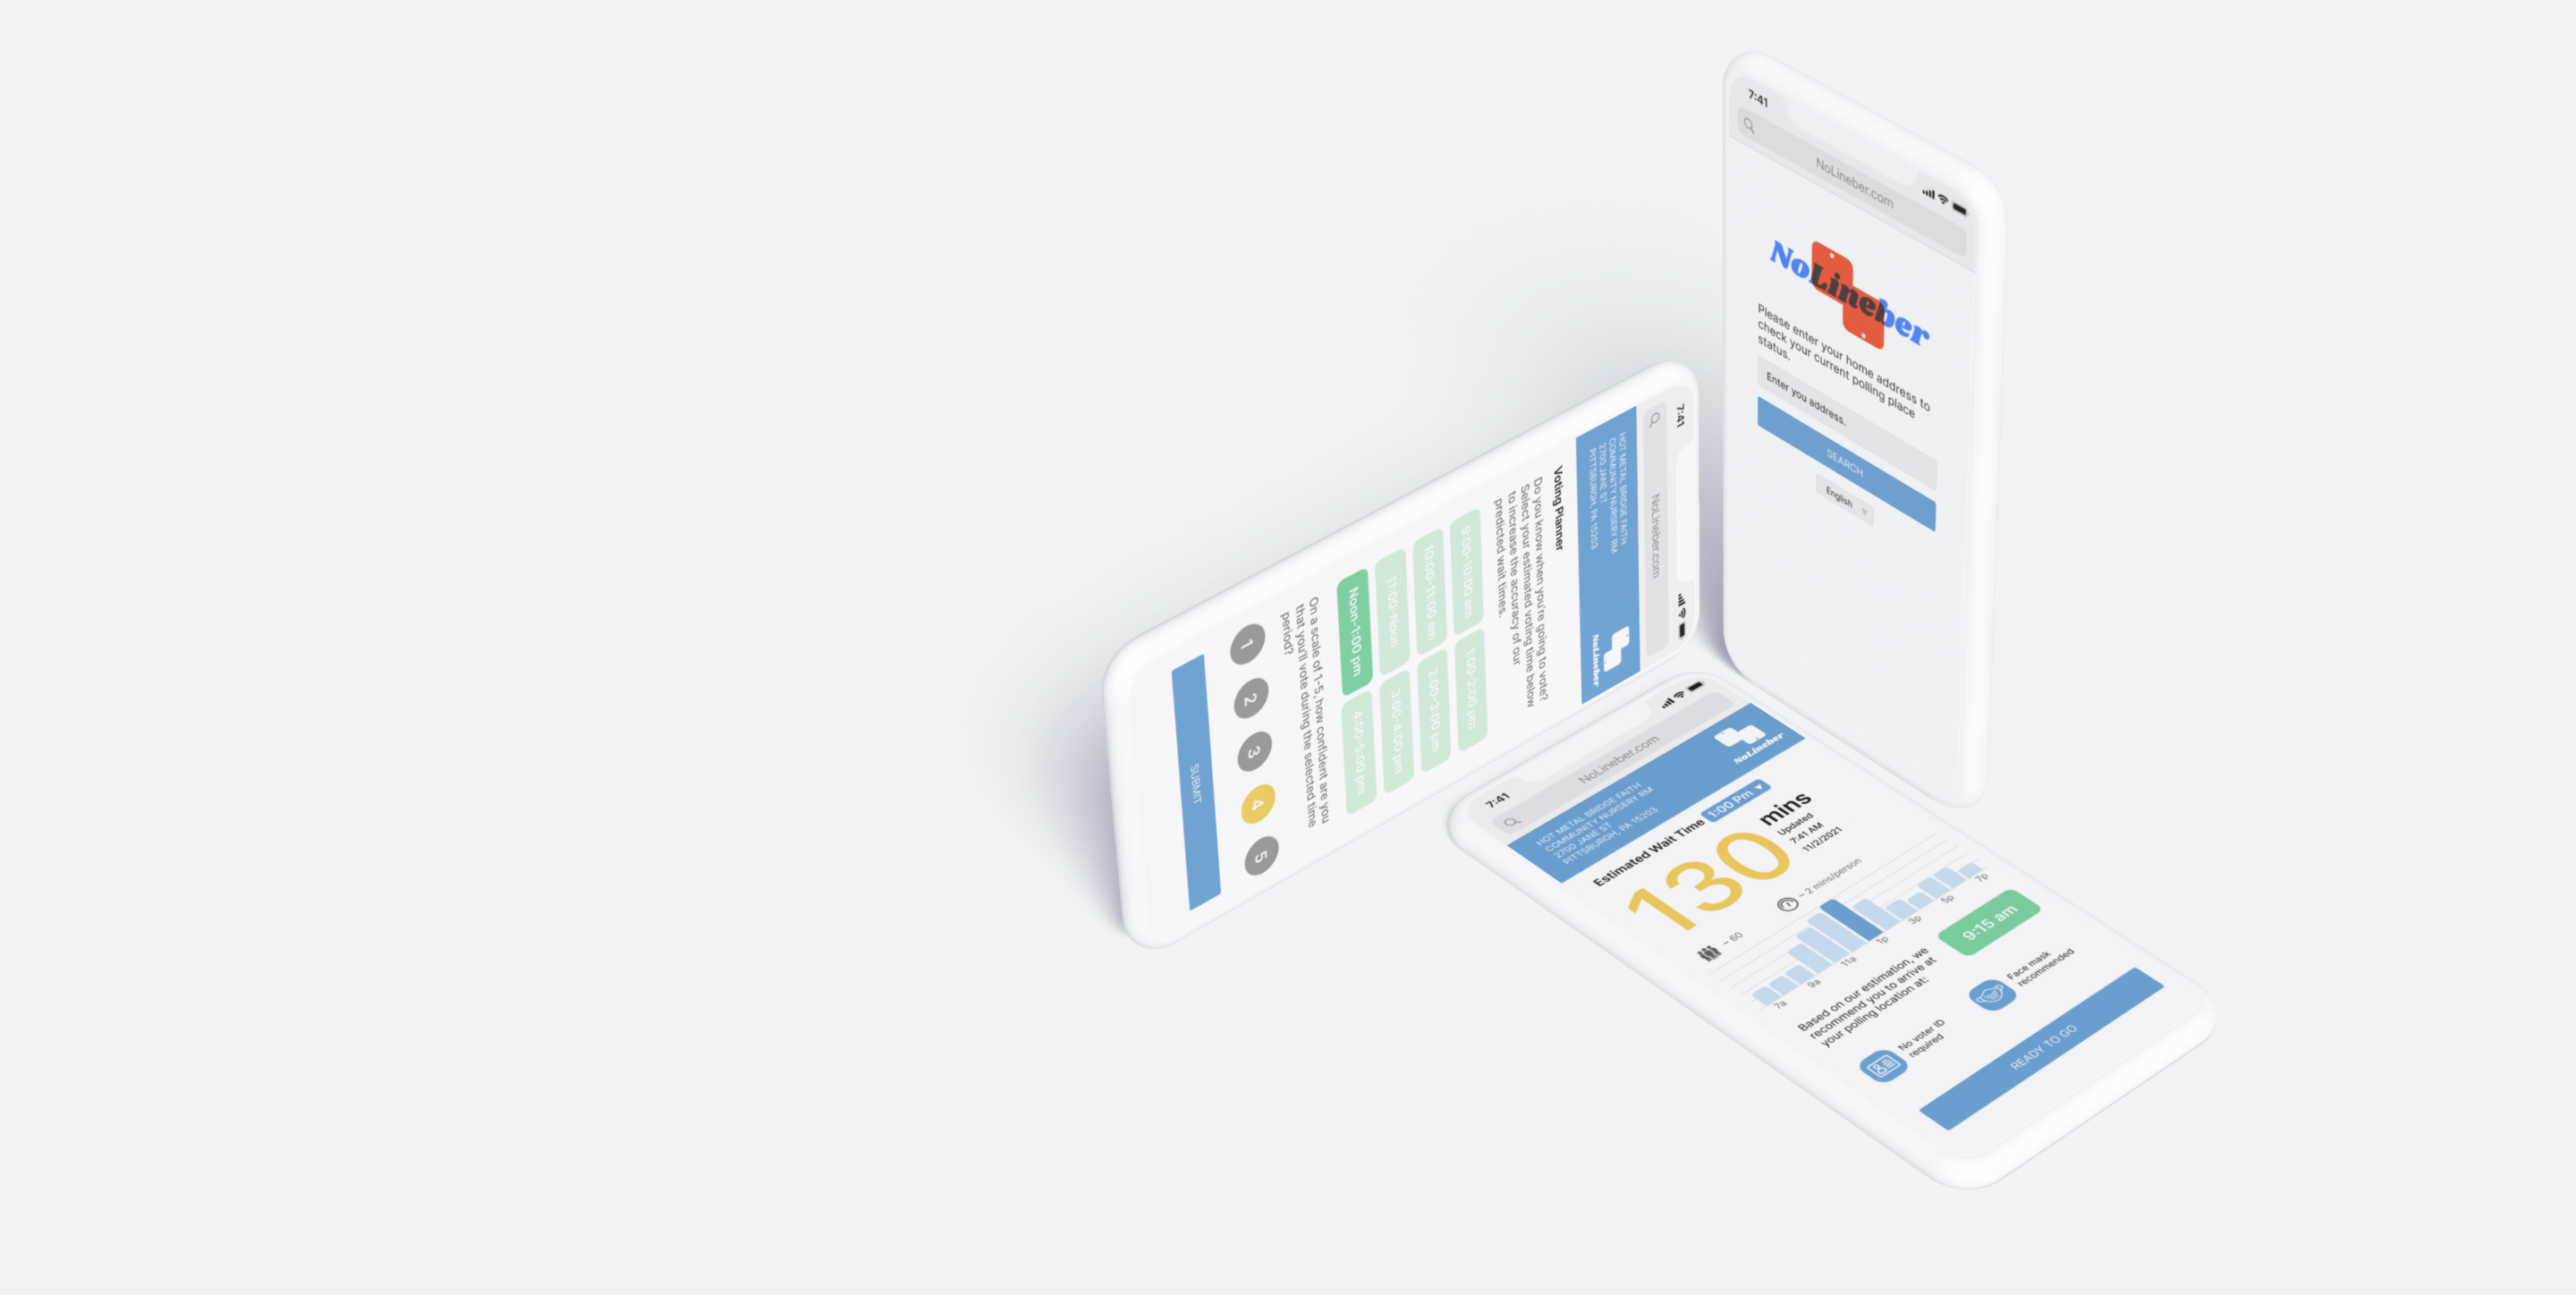 7:41
NoLineber.com
NoLineber
Please enter your home address to
check your current polling place
status.
Enter you address.
SEARCH
English
7:41
NoLineber.com
HOT METAL BRIDGE FAITH
COMMUNITY NURSERY RM
2700 JANE ST
PITTSBURGH, PA 15203
NoLineber
Voting Planner
Do you know when you're going to vote?
Select your estimated voting time below
to increase the accuracy of our
predicted wait times.
9:00-10:00 am
1:00-2:00 pm
10:00-11:00 am
2:00-3:00 pm
11:00-Noon
3:00-4:00 pm
Noon-1:00 pm
4:00-5:00 pm
On a scale of 1-5, how confident are you
that you'll vote during the selected time
period?
1 2 3 4 5
SUBMIT
7:41
NoLineber.com
HOT METAL BRIDGE FAITH
COMMUNITY NURSERY RM
2700 JANE ST
PITTSBURGH, PA 15203
NoLineber
Estimated Wait Time 1:00 Pm
130 mins
Updated
7:41 AM
11/2/2021
~ 60
~ 2 mins/person
7a 9a 11a 1p 3p 5p 7p
Based on our estimation, we
recommend you to arrive at
your polling location at:
9:15 am
No voter ID
required
Face mask
recommended
READY TO GO